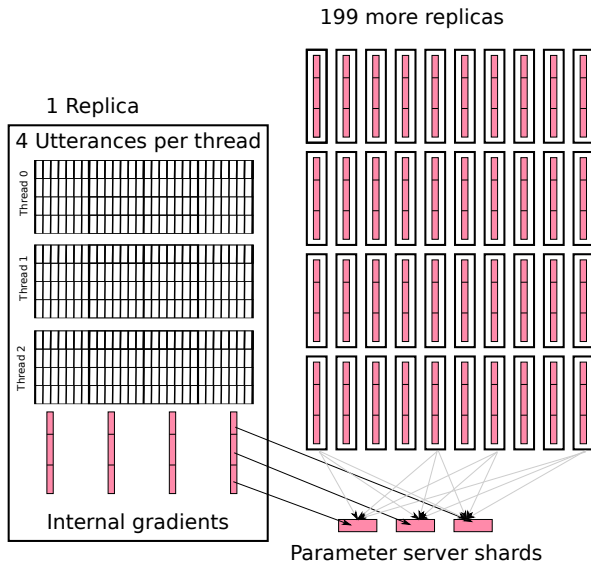 199 more replicas
1 Replica
4 Utterances per thread
Thread 0
Thread 1
Thread 2
Internal gradients
Parameter server shards